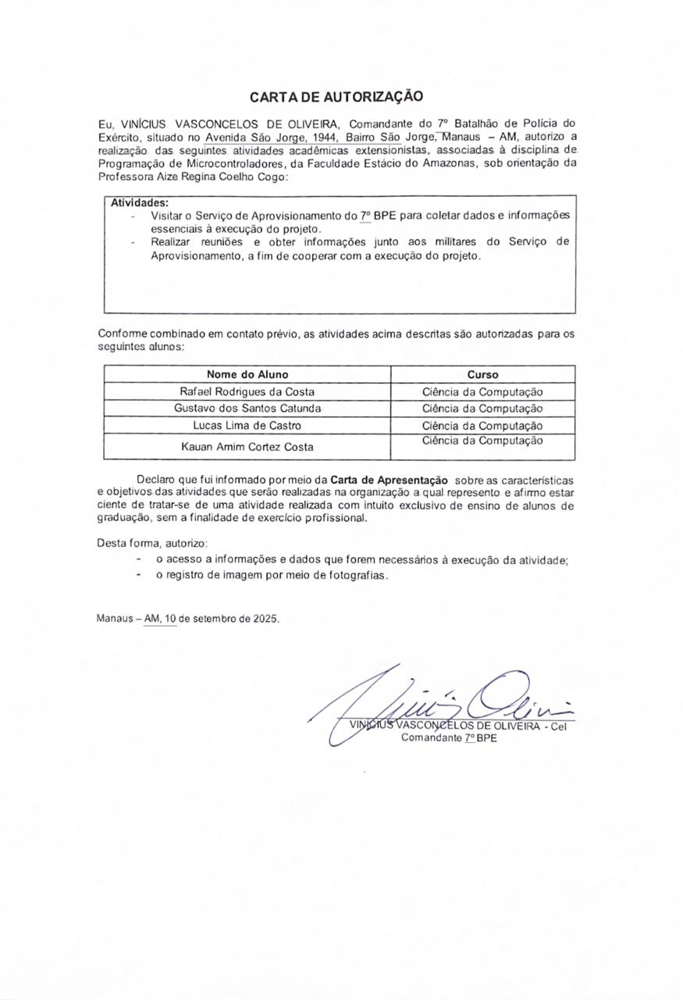 CARTA DE AUTORIZAÇÃO
Eu, VINÍCIUS VASCONCELOS DE OLIVEIRA, Comandante do 7º Batalhão de Polícia do
Exército, situado no Avenida São Jorge, 1944, Bairro São Jorge, Manaus – AM, autorizo a
realização das seguintes atividades acadêmicas extensionistas, associadas à disciplina de
Programação de Microcontroladores, da Faculdade Estácio do Amazonas, sob orientação da
Professora Aize Regina Coelho Cogo:
Atividades:
- Visitar o Serviço de Aprovisionamento do 7º BPE para coletar dados e informações
essenciais à execução do projeto.
- Realizar reuniões e obter informações junto aos militares do Serviço de
Aprovisionamento, a fim de cooperar com a execução do projeto.
Conforme combinado em contato prévio, as atividades acima descritas são autorizadas para os
seguintes alunos:
Nome do Aluno Curso
Rafael Rodrigues da Costa Ciência da Computação
Gustavo dos Santos Catunda Ciência da Computação
Lucas Lima de Castro Ciência da Computação
Kauan Amim Cortez Costa Ciência da Computação
Declaro que fui informado por meio da Carta de Apresentação sobre as características
e objetivos das atividades que serão realizadas na organização a qual represento e afirmo estar
ciente de tratar-se de uma atividade realizada com intuito exclusivo de ensino de alunos de
graduação, sem a finalidade de exercício profissional.
Desta forma, autorizo:
- o acesso a informações e dados que forem necessários à execução da atividade;
- o registro de imagem por meio de fotografias.
Manaus – AM, 10 de setembro de 2025.
Vinícius Oliveira
VINÍCIUS VASCONCELOS DE OLIVEIRA - Cel
Comandante 7º BPE